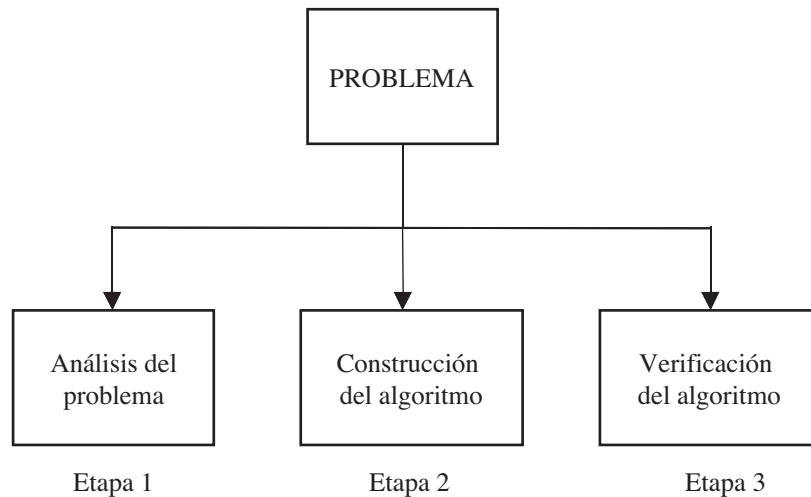 PROBLEMA
Análisis del
problema
Construcción
del algoritmo
Verificación
del algoritmo
Etapa 1
Etapa 2
Etapa 3